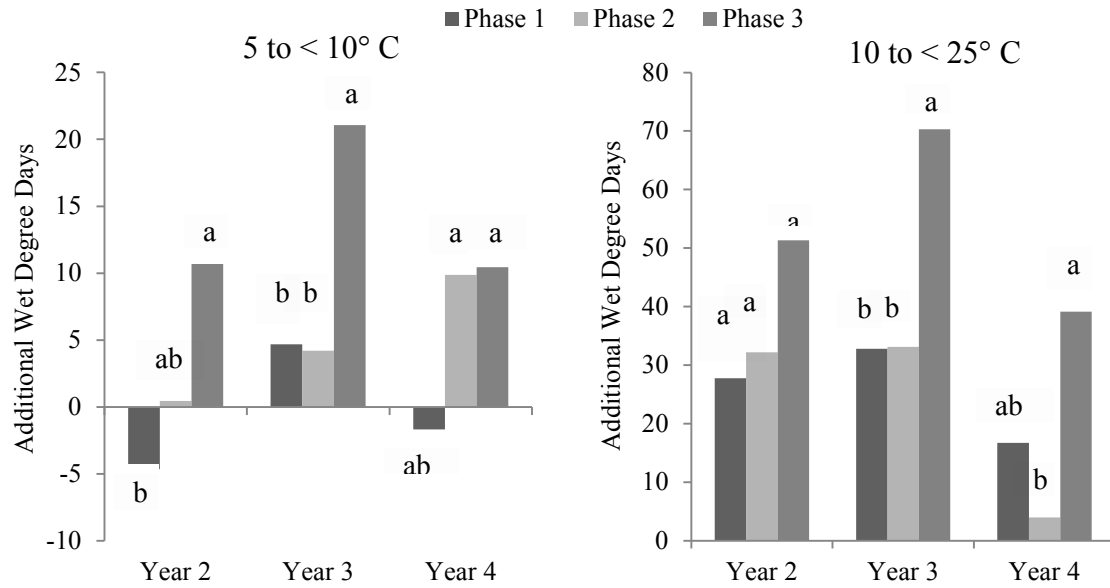 Phase 1 Phase 2 Phase 3
5 to < 10° C
Additional Wet Degree Days
25
20
15
10
5
0
-5
-10
b
ab
a
b b
a
ab
a a
Year 2 Year 3 Year 4
10 to < 25° C
Additional Wet Degree Days
80
70
60
50
40
30
20
10
0
a a
a
b b
a
ab
b
a
Year 2 Year 3 Year 4